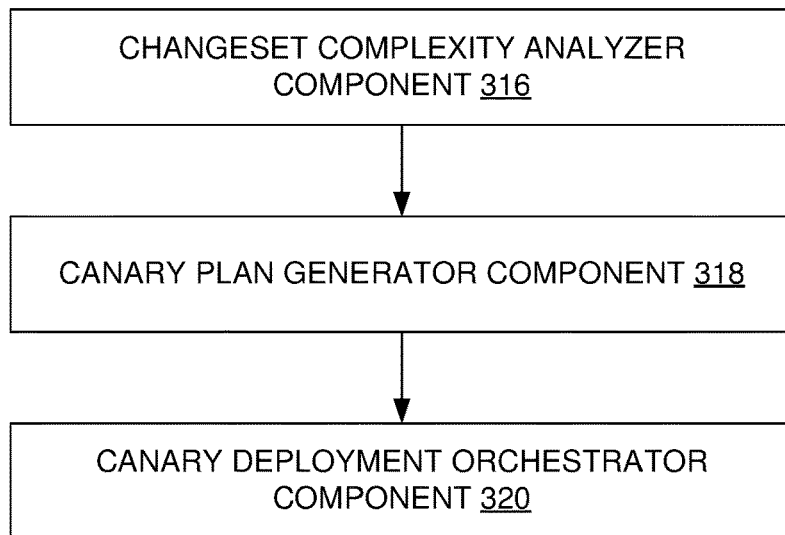 CHANGESET COMPLEXITY ANALYZER
COMPONENT 316
CANARY PLAN GENERATOR COMPONENT 318
CANARY DEPLOYMENT ORCHESTRATOR
COMPONENT 320